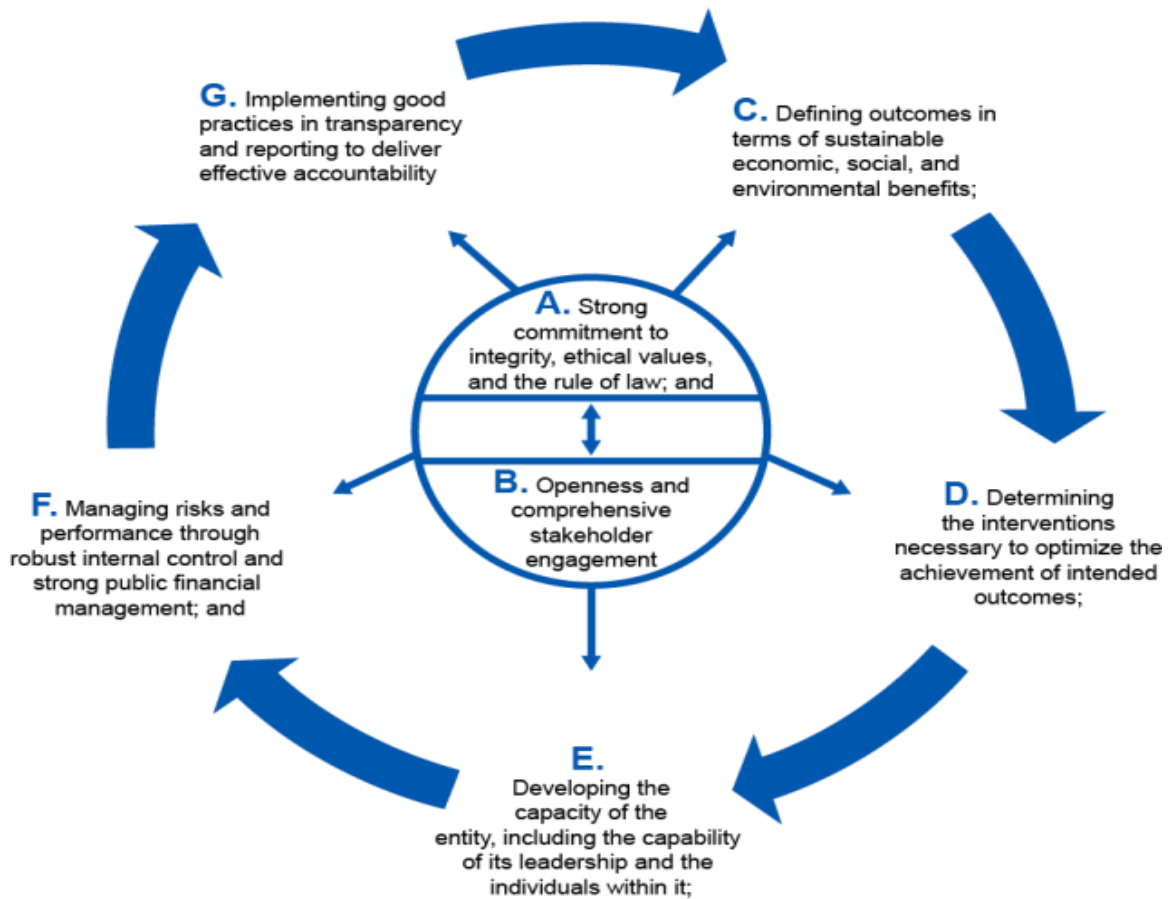 G. Implementing good
practices in transparency
and reporting to deliver
effective accountability
C. Defining outcomes in
terms of sustainable
economic, social, and
environmental benefits;
A. Strong
commitment to
integrity, ethical values,
and the rule of law; and
B. Openness and
comprehensive
stakeholder
engagement
D. Determining
the interventions
necessary to optimize the
achievement of intended
outcomes;
E.
Developing the
capacity of the
entity, including the capability
of its leadership and the
individuals within it;
F. Managing risks and
performance through
robust internal control and
strong public financial
management; and